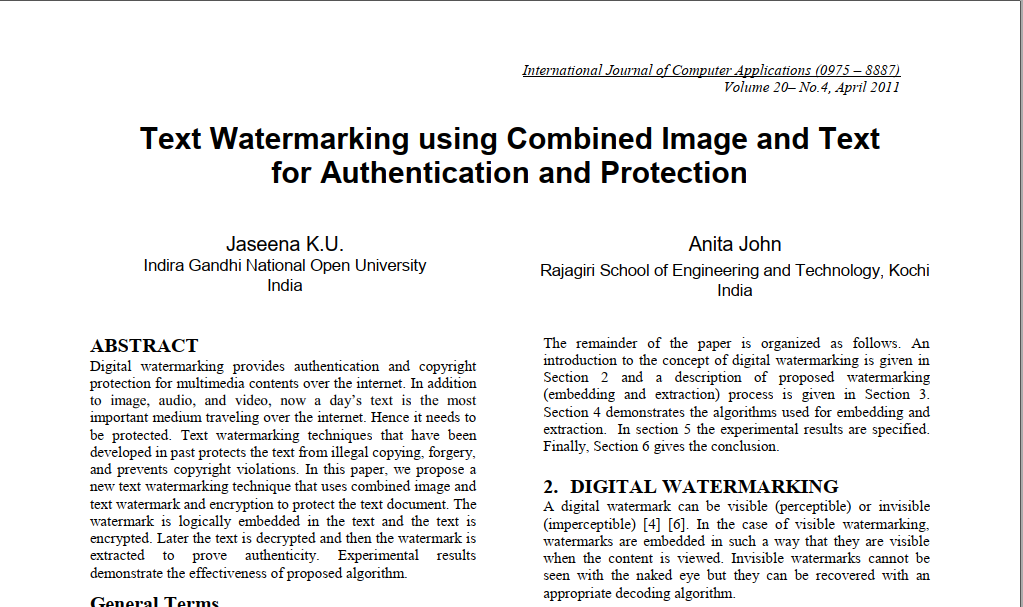 International Journal of Computer Applications (0975 – 8887)
Volume 20– No.4, April 2011
Text Watermarking using Combined Image and Text
for Authentication and Protection
Jaseena K.U.
Indira Gandhi National Open University
India
Anita John
Rajagiri School of Engineering and Technology, Kochi
India
ABSTRACT
Digital watermarking provides authentication and copyright
protection for multimedia contents over the internet. In addition
to image, audio, and video, now a day’s text is the most
important medium traveling over the internet. Hence it needs to
be protected. Text watermarking techniques that have been
developed in past protects the text from illegal copying, forgery,
and prevents copyright violations. In this paper, we propose a
new text watermarking technique that uses combined image and
text watermark and encryption to protect the text document. The
watermark is logically embedded in the text and the text is
encrypted. Later the text is decrypted and then the watermark is
extracted to prove authenticity. Experimental results
demonstrate the effectiveness of proposed algorithm.
General Terms
The remainder of the paper is organized as follows. An
introduction to the concept of digital watermarking is given in
Section 2 and a description of proposed watermarking
(embedding and extraction) process is given in Section 3.
Section 4 demonstrates the algorithms used for embedding and
extraction. In section 5 the experimental results are specified.
Finally, Section 6 gives the conclusion.
2. DIGITAL WATERMARKING
A digital watermark can be visible (perceptible) or invisible
(imperceptible) [4] [6]. In the case of visible watermarking,
watermarks are embedded in such a way that they are visible
when the content is viewed. Invisible watermarks cannot be
seen with the naked eye but they can be recovered with an
appropriate decoding algorithm.